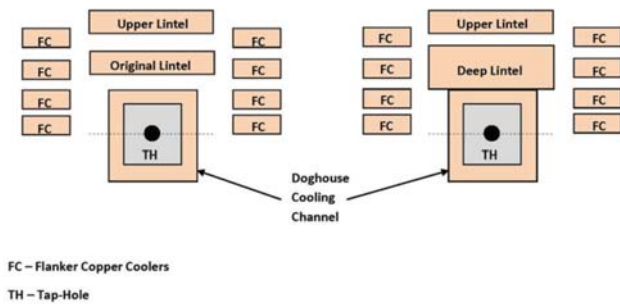 Upper Lintel
Upper Lintel
FC
FC
FC
FC
Original Lintel
Deep Lintel
FC
FC
FC
FC
FC
FC
FC
FC
FC
FC
FC
FC
TH
TH
Doghouse
Cooling
Channel
FC – Flanker Copper Coolers
TH – Tap-Hole